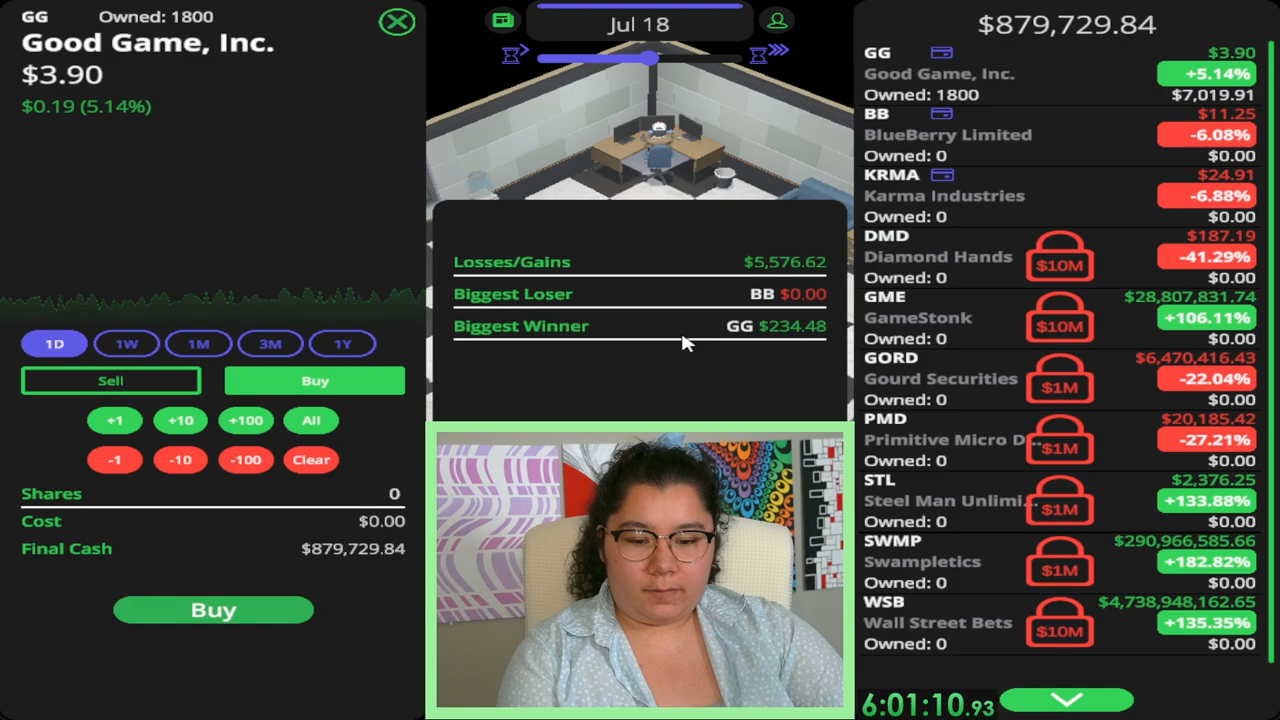 GG Owned: 1800
Good Game, Inc.
$3.90
$0.19 (5.14%)
1D 1W 1M 3M 1Y
Sell Buy
+1 +10 +100 All
-1 -10 -100 Clear
Shares 0
Cost $0.00
Final Cash $879,729.84
Buy
Jul 18
Losses/Gains $5,576.62
Biggest Loser BB $0.00
Biggest Winner GG $234.48
$879,729.84
GG $3.90
Good Game, Inc. +5.14%
Owned: 1800 $7,019.91
BB $11.25
BlueBerry Limited -6.08%
Owned: 0 $0.00
KRMA $24.91
Karma Industries -6.88%
Owned: 0 $0.00
DMD $187.19
Diamond Hands $10M -41.29%
Owned: 0 $0.00
GME $28,807,831.74
GameStonk $10M +106.11%
Owned: 0 $0.00
GORD $6,470,416.43
Gourd Securities $1M -22.04%
Owned: 0 $0.00
PMD $20,185.42
Primitive Micro D... $1M -27.21%
Owned: 0 $0.00
STL $2,376.25
Steel Man Unlimi... $1M +133.88%
Owned: 0 $0.00
SWMP $290,966,585.66
Swampletics $1M +182.82%
Owned: 0 $0.00
WSB $4,738,948,162.65
Wall Street Bets $10M +135.35%
Owned: 0 $0.00
6:01:10.93